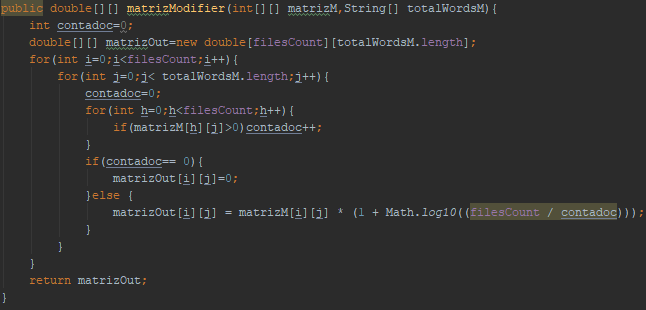 public double[][] matrizModifier(int[][] matrizM,String[] totalWordsM){
    int contadoc=0;
    double[][] matrizOut=new double[filesCount][totalWordsM.length];
    for(int i=0;i<filesCount;i++){
        for(int j=0;j< totalWordsM.length;j++){
            contadoc=0;
            for(int h=0;h<filesCount;h++){
                if(matrizM[h][j]>0)contadoc++;
            }
            if(contadoc== 0){
                matrizOut[i][j]=0;
            }else {
                matrizOut[i][j] = matrizM[i][j] * (1 + Math.log10((filesCount / contadoc)));
            }
        }
    }
    return matrizOut;
}